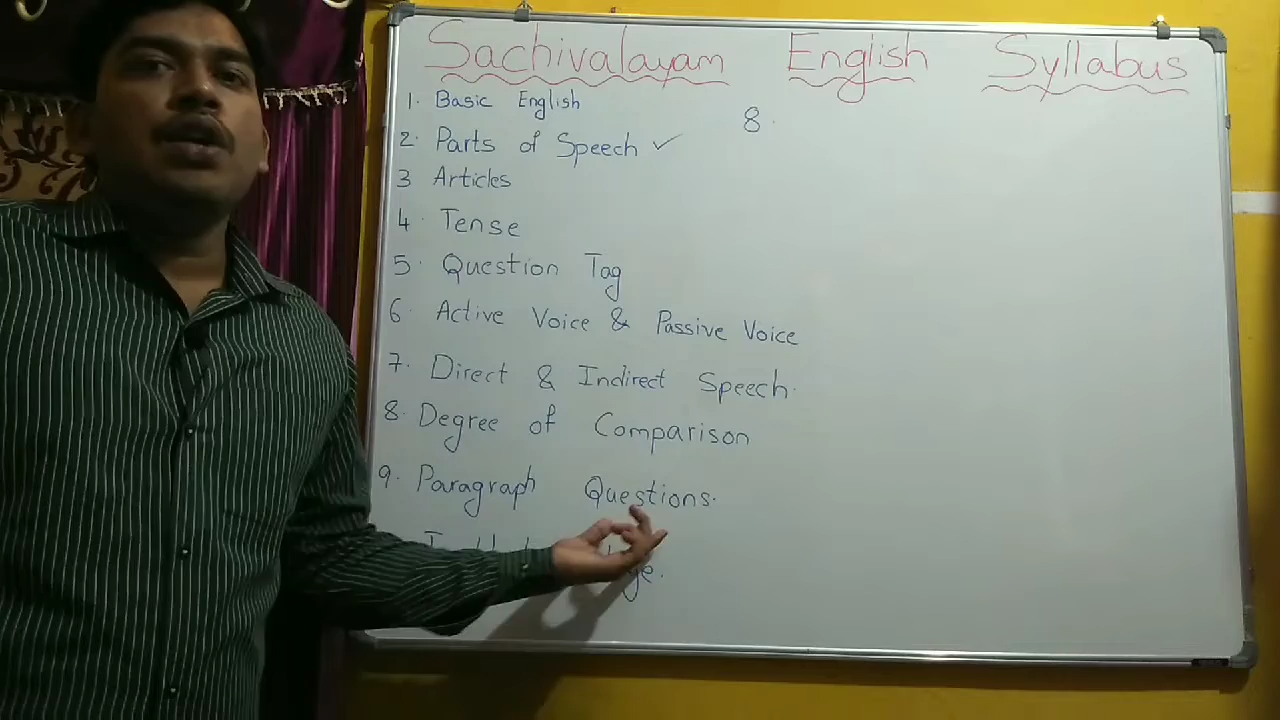 Sachivalayam English Syllabus
1. Basic English
2. Parts of Speech ✓
3 Articles
4. Tense
5. Question Tag
6. Active Voice & Passive Voice
7. Direct & Indirect Speech.
8. Degree of Comparison
9. Paragraph Questions.
8.